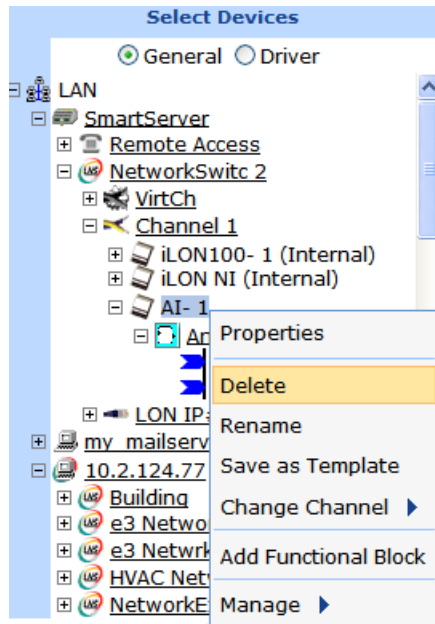 Select Devices
General Driver
LAN
SmartServer
Remote Access
NetworkSwitc 2
VirtCh
Channel 1
iLON100- 1 (Internal)
iLON NI (Internal)
AI- 1
An
LON IP
my_mailserv
10.2.124.77
Building
e3 Networ
e3 Netwrk
HVAC Net
NetworkE
Properties
Delete
Rename
Save as Template
Change Channel
Add Functional Block
Manage